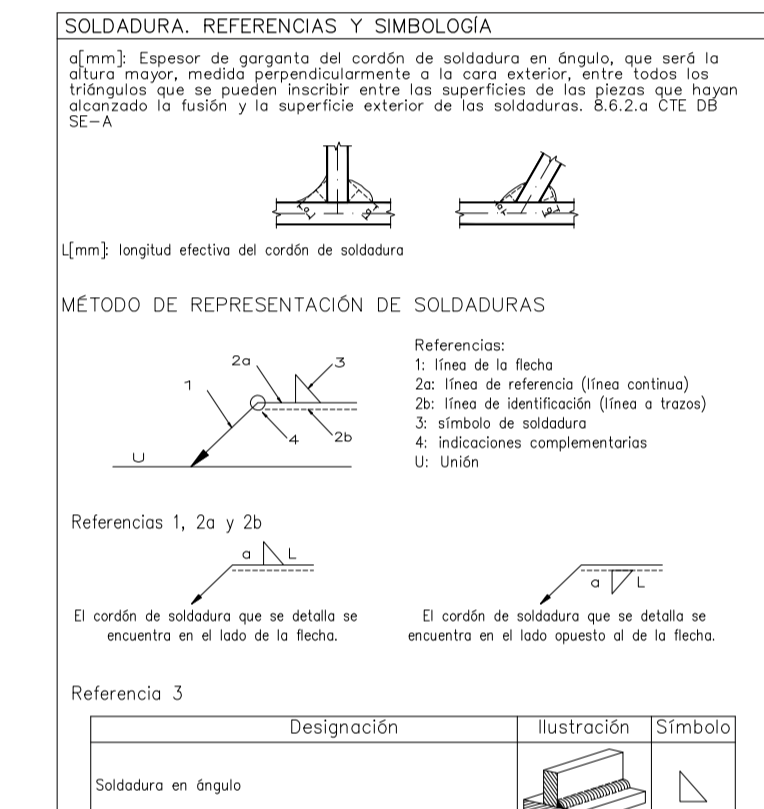 SOLDADURA. REFERENCIAS Y SIMBOLOGÍA
a[mm]: Espesor de garganta del cordón de soldadura en ángulo, que será la
altura mayor, medida perpendicularmente a la cara exterior, entre todos los
triángulos que se pueden inscribir entre las superficies de las piezas que hayan
alcanzado la fusión y la superficie exterior de las soldaduras. 8.6.2.a CTE DB
SE-A
a a a a
L[mm]: longitud efectiva del cordón de soldadura
MÉTODO DE REPRESENTACIÓN DE SOLDADURAS
1 2a 3
4 2b
U
Referencias:
1: línea de la flecha
2a: línea de referencia (línea continua)
2b: línea de identificación (línea a trazos)
3: símbolo de soldadura
4: indicaciones complementarias
U: Unión
Referencias 1, 2a y 2b
a L
El cordón de soldadura que se detalla se
encuentra en el lado de la flecha.
a L
El cordón de soldadura que se detalla se
encuentra en el lado opuesto al de la flecha.
Referencia 3
Designación Ilustración Símbolo
Soldadura en ángulo